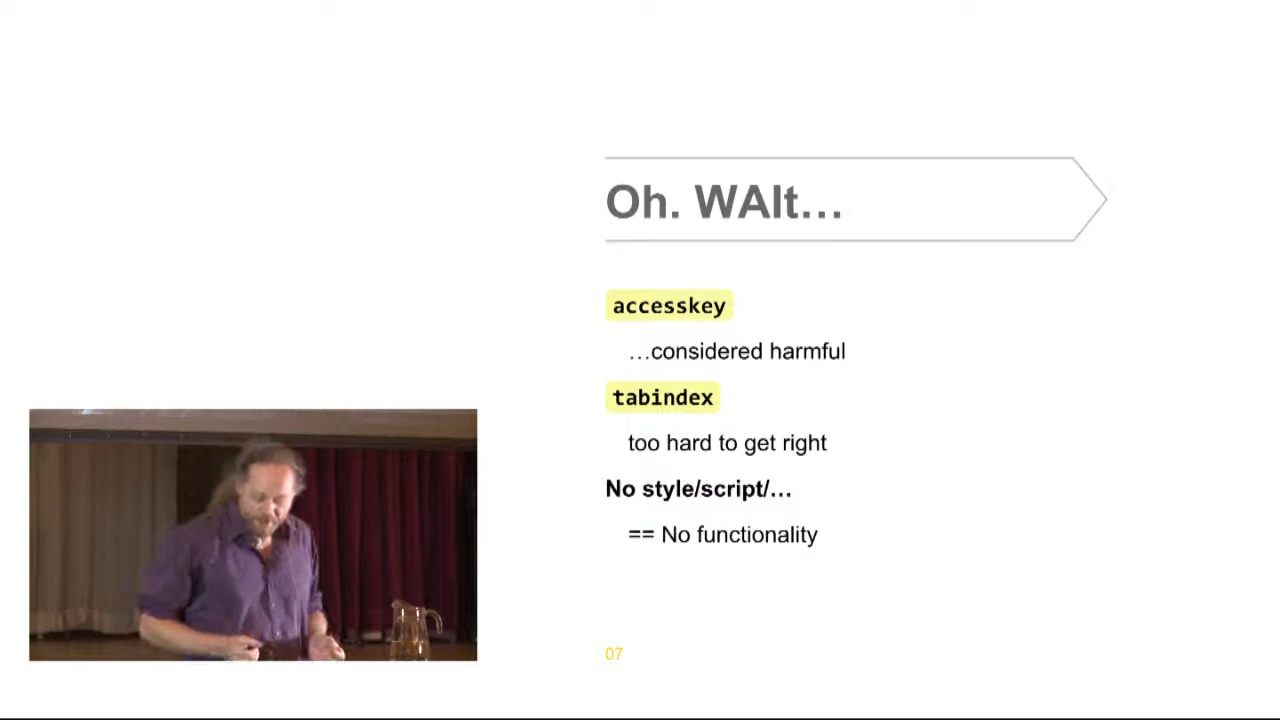 Oh. WAIt…
accesskey
…considered harmful
tabindex
too hard to get right
No style/script/…
== No functionality
07